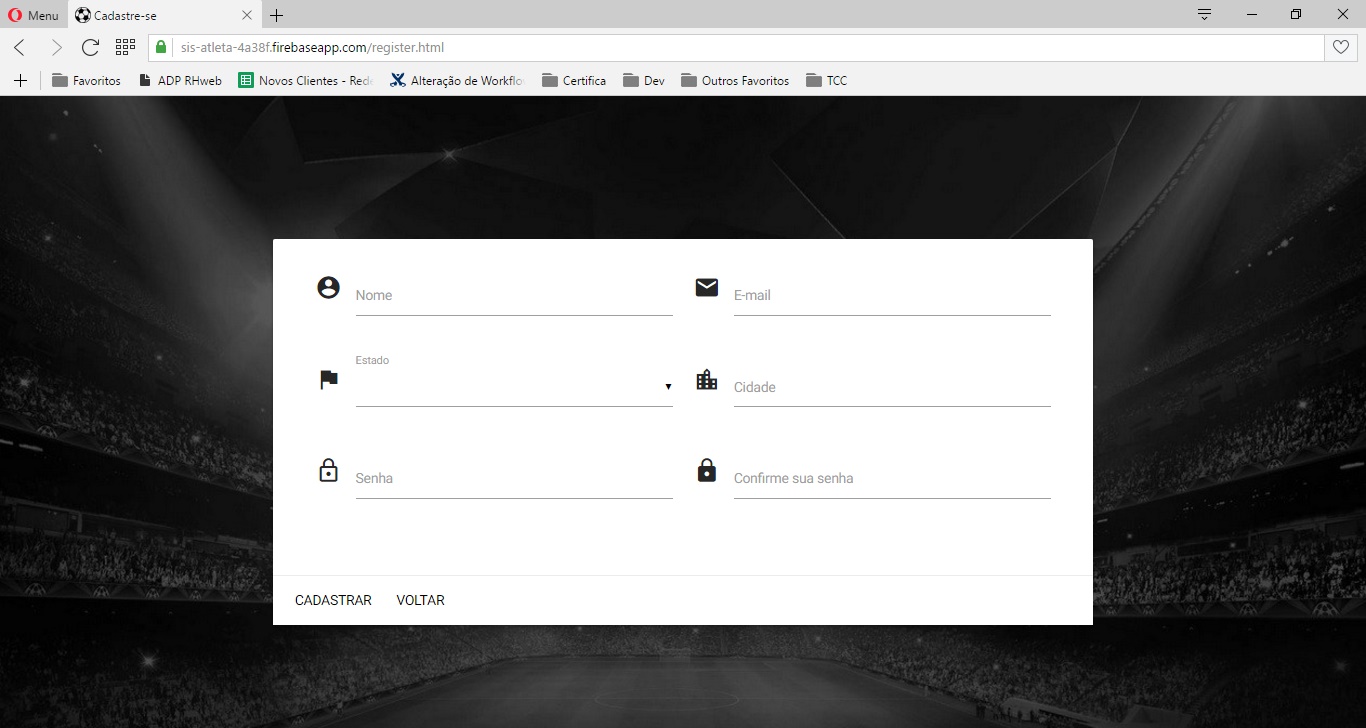 Menu
Cadastre-se
sis-atleta-4a38f.firebaseapp.com/register.html
Favoritos
ADP RHweb
Novos Clientes - Rede
Alteração de Workflo
Certifica
Dev
Outros Favoritos
TCC
Nome
E-mail
Estado
Cidade
Senha
Confirme sua senha
CADASTRAR
VOLTAR